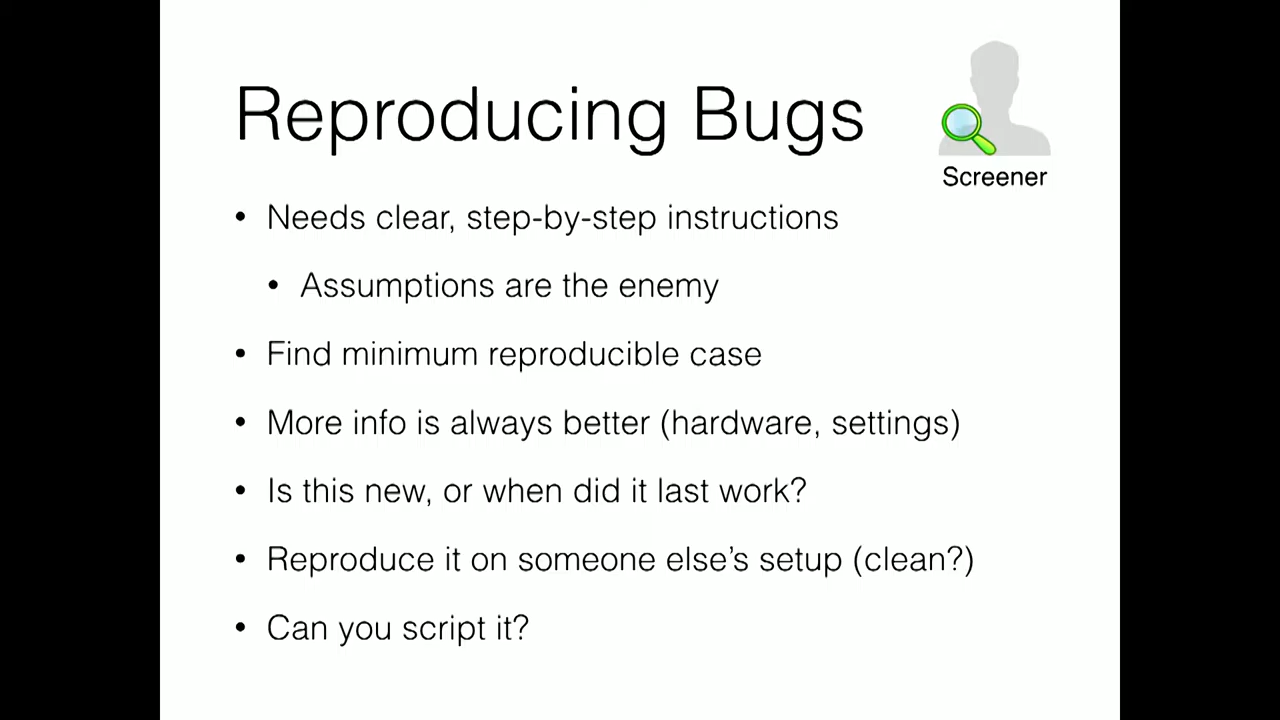 Reproducing Bugs
Screener
• Needs clear, step-by-step instructions
• Assumptions are the enemy
• Find minimum reproducible case
• More info is always better (hardware, settings)
• Is this new, or when did it last work?
• Reproduce it on someone else’s setup (clean?)
• Can you script it?